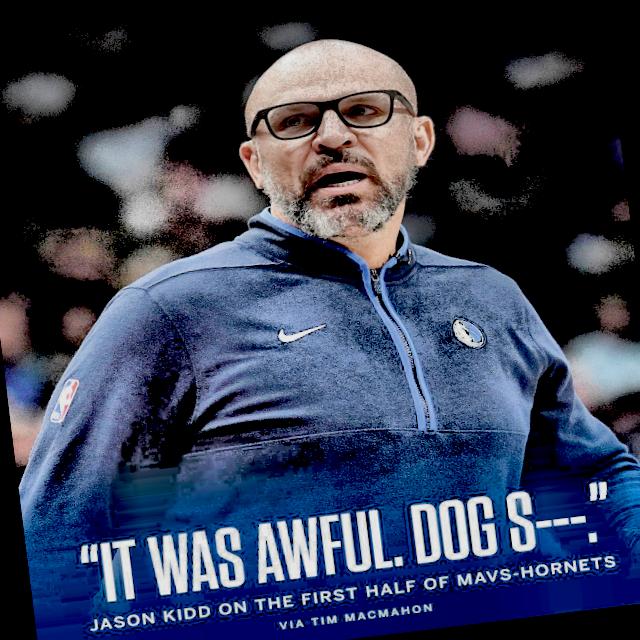 “IT WAS AWFUL. DOG S---.”
JASON KIDD ON THE FIRST HALF OF MAVS-HORNETS
VIA TIM MACMAHON